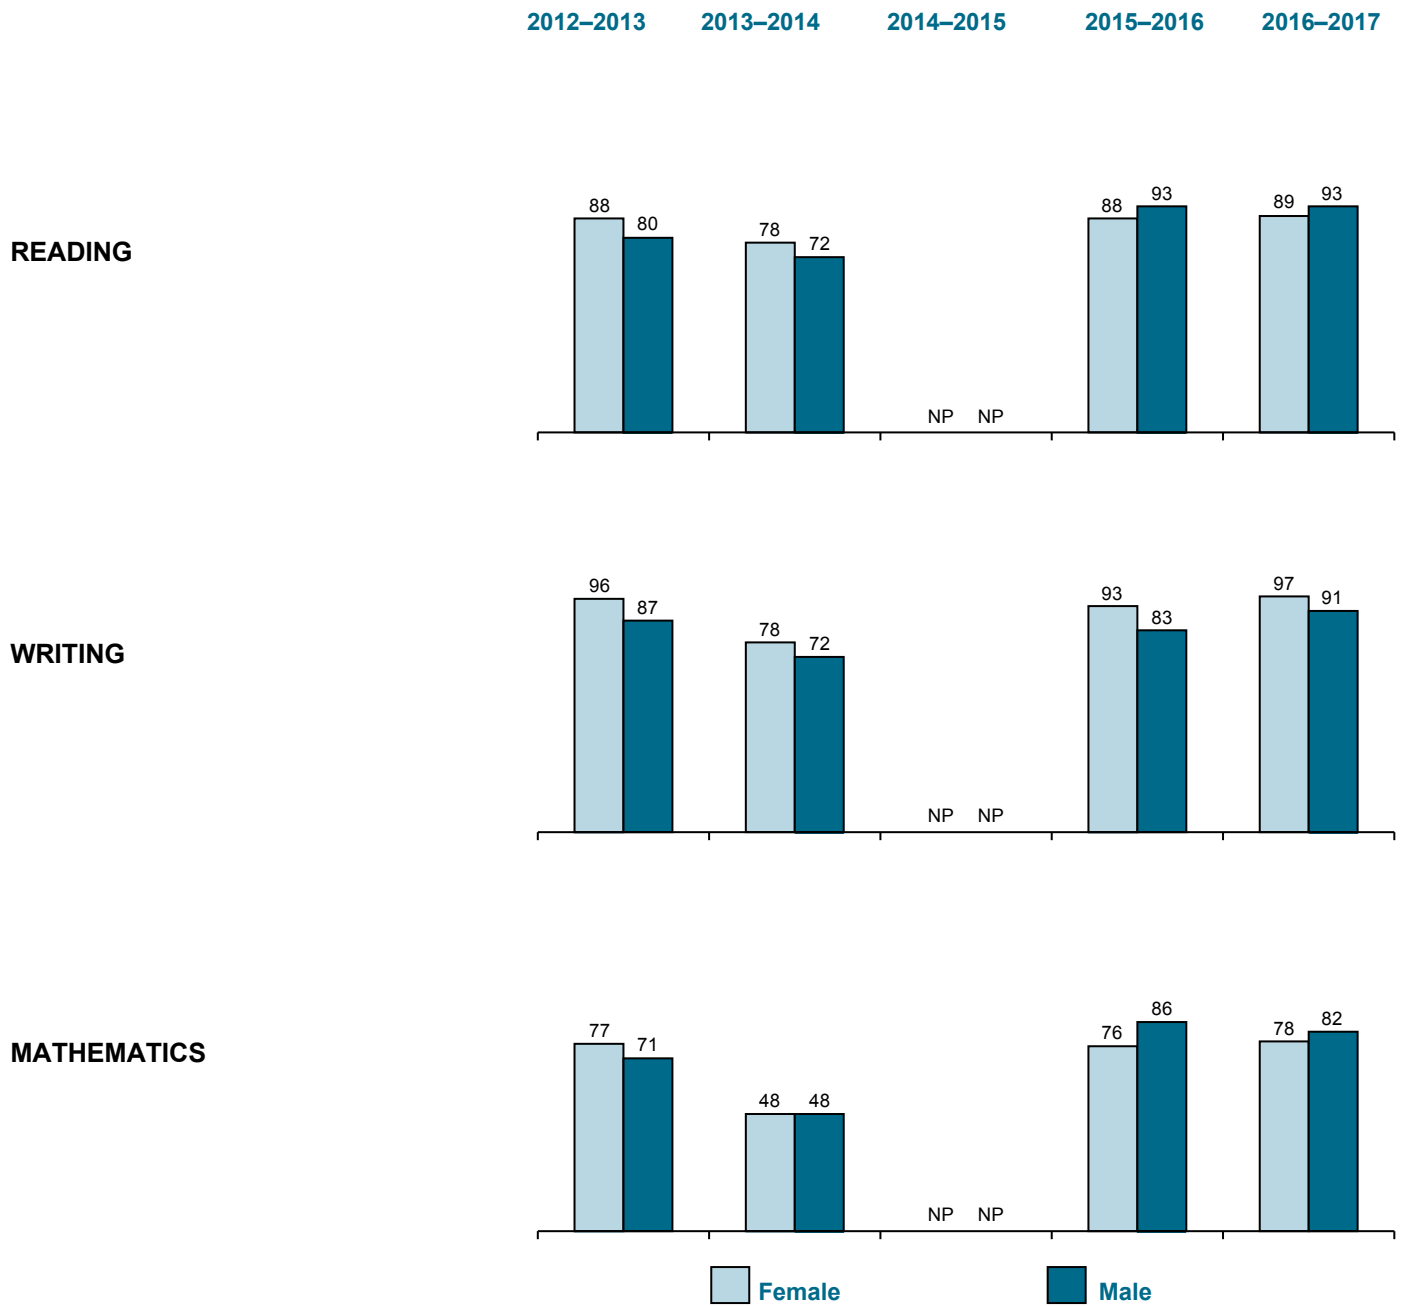 2012–2013 2013–2014 2014–2015 2015–2016 2016–2017
READING
88 80 78 72 NP NP 88 93 89 93
WRITING
96 87 78 72 NP NP 93 83 97 91
MATHEMATICS
77 71 48 48 NP NP 76 86 78 82
Female Male